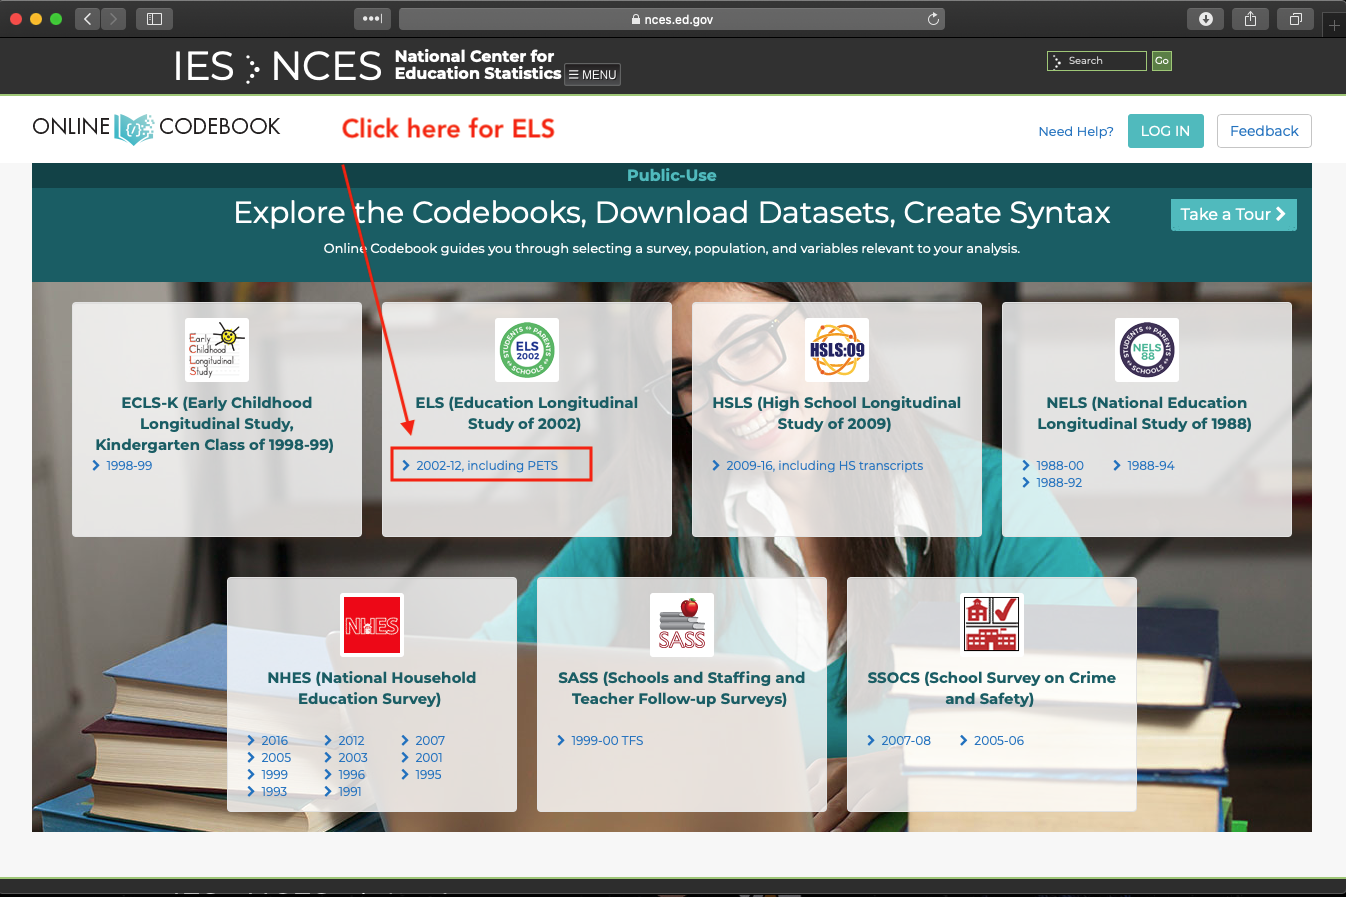 nces.ed.gov
IES NCES
National Center for
Education Statistics
MENU
Search
Go
ONLINE CODEBOOK
Click here for ELS
Need Help?
LOG IN
Feedback
Public-Use
Explore the Codebooks, Download Datasets, Create Syntax
Take a Tour
Online Codebook guides you through selecting a survey, population, and variables relevant to your analysis.
Early
Childhood
Longitudinal
Study
ECLS-K (Early Childhood
Longitudinal Study,
Kindergarten Class of 1998-99)
1998-99
STUDENTS PARENTS
ELS
2002
SCHOOLS
ELS (Education Longitudinal
Study of 2002)
2002-12, including PETS
HSLS:09
HSLS (High School Longitudinal
Study of 2009)
2009-16, including HS transcripts
STUDENTS PARENTS
NELS
88
SCHOOLS
NELS (National Education
Longitudinal Study of 1988)
1988-00 1988-94
1988-92
NHES
NHES (National Household
Education Survey)
2016 2012 2007
2005 2003 2001
1999 1996 1995
1993 1991
SASS
SASS (Schools and Staffing and
Teacher Follow-up Surveys)
1999-00 TFS
SSOCS (School Survey on Crime
and Safety)
2007-08 2005-06